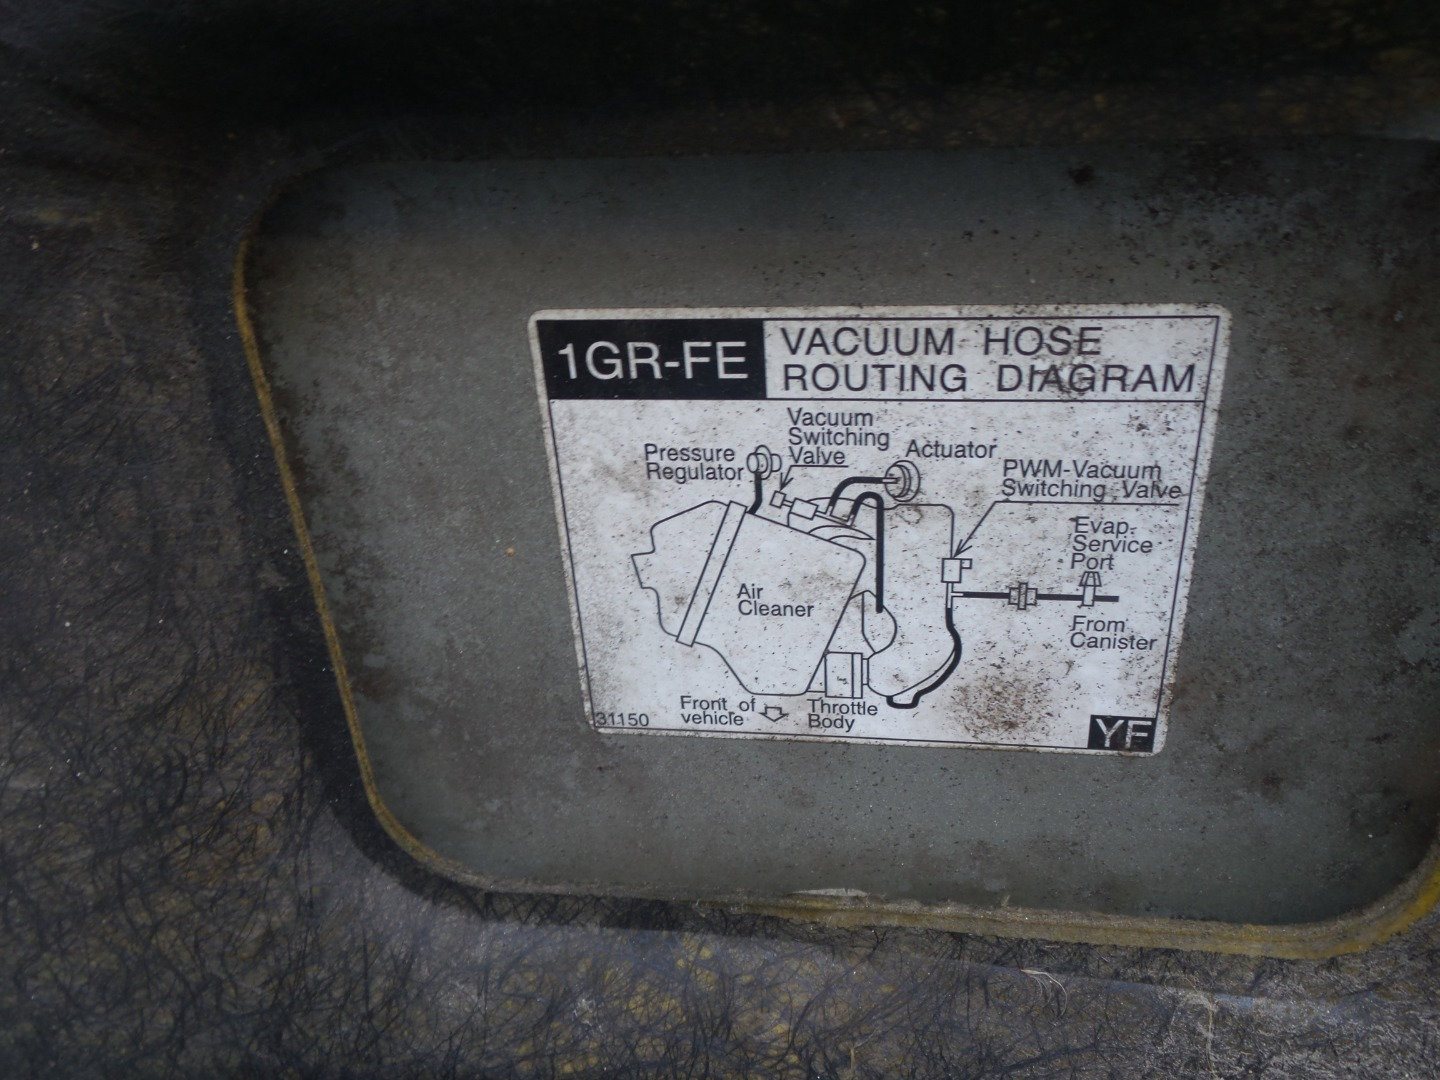 1GR-FE
VACUUM HOSE
ROUTING DIAGRAM
Vacuum
Switching
Valve
Pressure
Regulator
Actuator
PWM-Vacuum
Switching Valve
Evap.
Service
Port
Air
Cleaner
From
Canister
Front of
vehicle
Throttle
Body
31150
YF